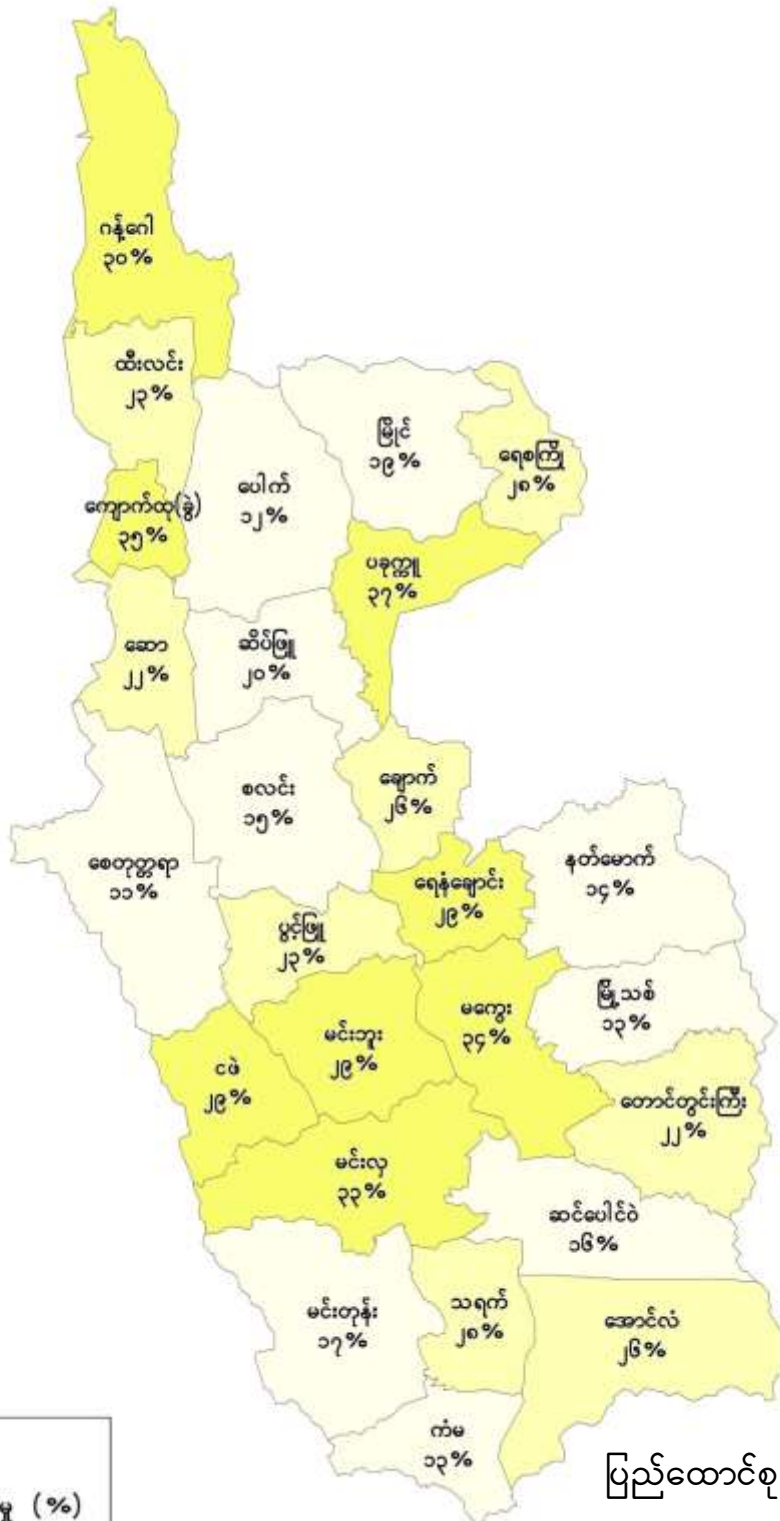 ဂန့်ဂေါ
၃၀%
ထီးလင်း
၂၃%
မြိုင်
၁၉%
ရေစကြို
၂၈%
ပေါက်
၁၂%
ကျောက်ထု(ခွဲ)
၃၅%
ပခုက္ကူ
၃၇%
ဆော
၂၂%
ဆိပ်ဖြူ
၂၀%
စလင်း
၁၅%
ချောက်
၂၆%
စေတုတ္တရာ
၁၁%
ရေနံချောင်း
၂၉%
နတ်မောက်
၁၄%
ပွင့်ဖြူ
၂၃%
မြို့သစ်
၁၃%
မကွေး
၃၄%
မင်းဘူး
၂၉%
ငဖဲ
၂၉%
တောင်တွင်းကြီး
၂၂%
မင်းလှ
၃၃%
ဆင်ပေါင်ဝဲ
၁၆%
မင်းတုန်း
၁၇%
သရက်
၂၈%
အောင်လံ
၂၆%
ကံမ
၁၃%
ပြည်ထောင်စု
မှု (%)